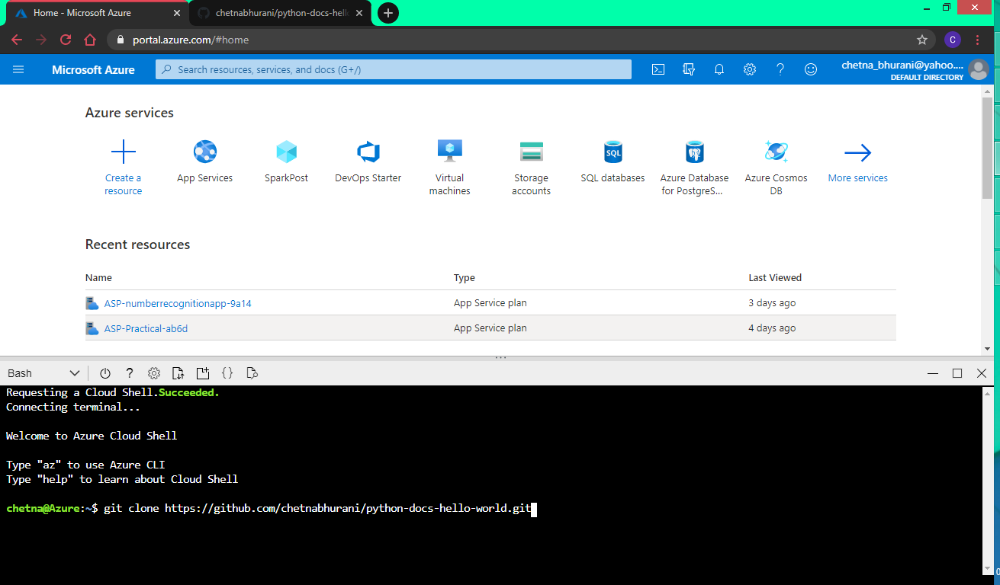 Home - Microsoft Azure
chetnabhurani/python-docs-hell
portal.azure.com/#home
C
Microsoft Azure
Search resources, services, and docs (G+/)
chetna_bhurani@yahoo....
DEFAULT DIRECTORY
Azure services
Create a resource
App Services
SparkPost
DevOps Starter
Virtual machines
Storage accounts
SQL
SQL databases
Azure Database for PostgreS...
Azure Cosmos DB
More services
Recent resources
Name Type Last Viewed
ASP-numberrecognitionapp-9a14 App Service plan 3 days ago
ASP-Practical-ab6d App Service plan 4 days ago
Bash
Requesting a Cloud Shell.Succeeded.
Connecting terminal...
Welcome to Azure Cloud Shell
Type "az" to use Azure CLI
Type "help" to learn about Cloud Shell
chetna@Azure:~$ git clone https://github.com/chetnabhurani/python-docs-hello-world.git